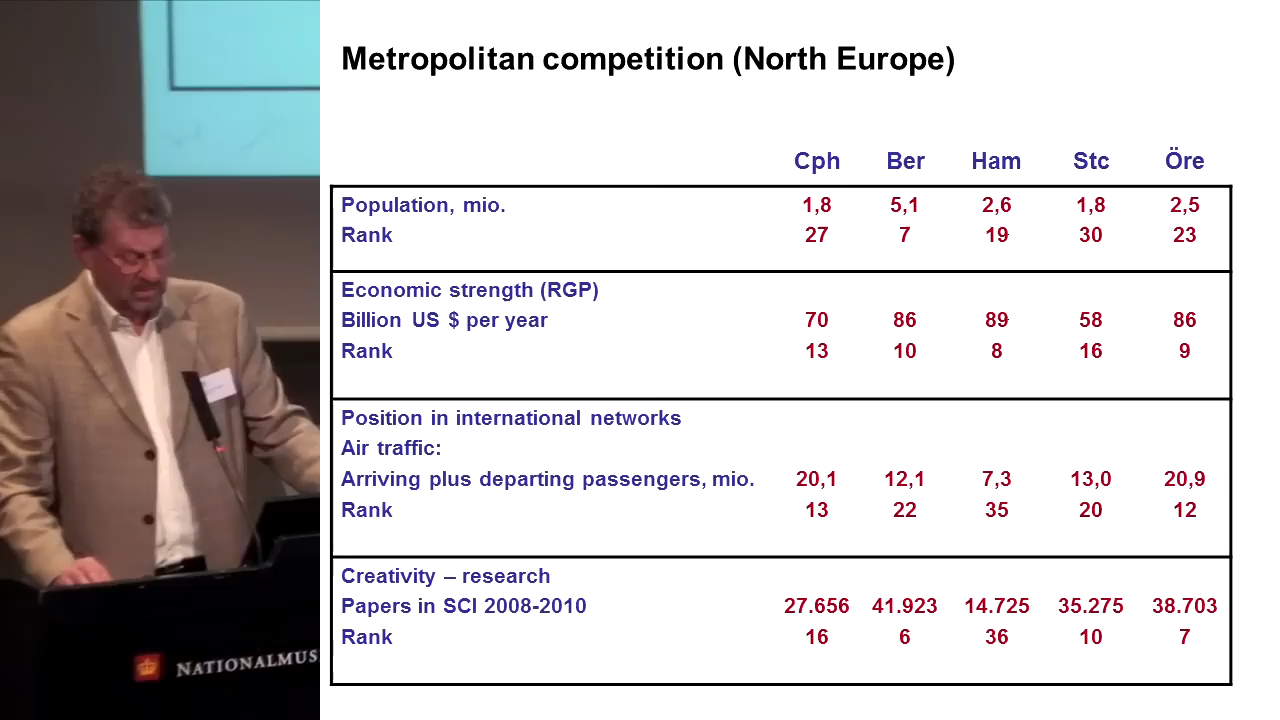 Metropolitan competition (North Europe)
Cph Ber Ham Stc Öre
Population, mio. 1,8 5,1 2,6 1,8 2,5
Rank 27 7 19 30 23
Economic strength (RGP)
Billion US $ per year 70 86 89 58 86
Rank 13 10 8 16 9
Position in international networks
Air traffic:
Arriving plus departing passengers, mio. 20,1 12,1 7,3 13,0 20,9
Rank 13 22 35 20 12
Creativity – research
Papers in SCI 2008-2010 27.656 41.923 14.725 35.275 38.703
Rank 16 6 36 10 7
NATIONALMUS